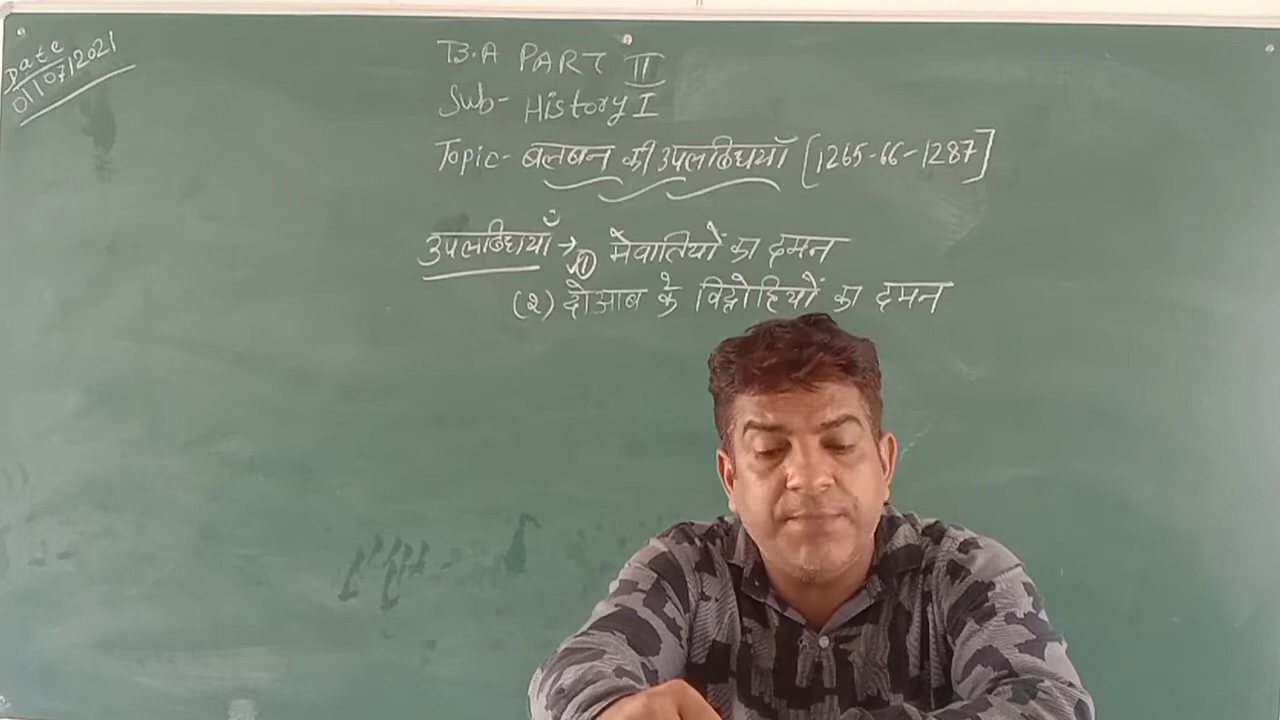 Date
01/07/2021
B.A PART II
Sub- History I
Topic- बलबन की उपलब्धियाँ [1265-66-1287]
उपलब्धियाँ → (1) मेवातियों का दमन
(२) दोआब के विद्रोहियों का दमन